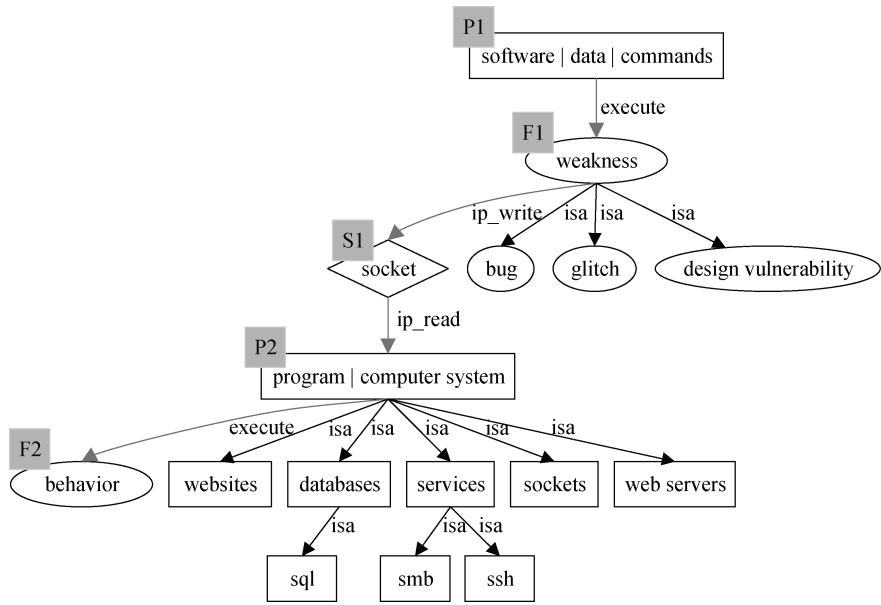 P1
software | data | commands
execute
F1
weakness
ip_write
isa
isa
isa
S1
socket
bug
glitch
design vulnerability
ip_read
P2
program | computer system
execute
isa
isa
isa
isa
isa
F2
behavior
websites
databases
services
sockets
web servers
isa
isa
isa
sql
smb
ssh